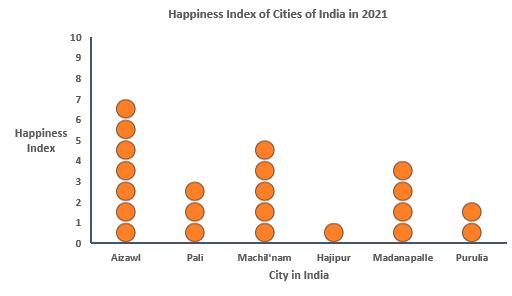 Happiness Index of Cities of India in 2021
10
9
8
7
6
5
4
3
2
1
0
Happiness
Index
Aizawl Pali Machil'nam Hajipur Madanapalle Purulia
City in India